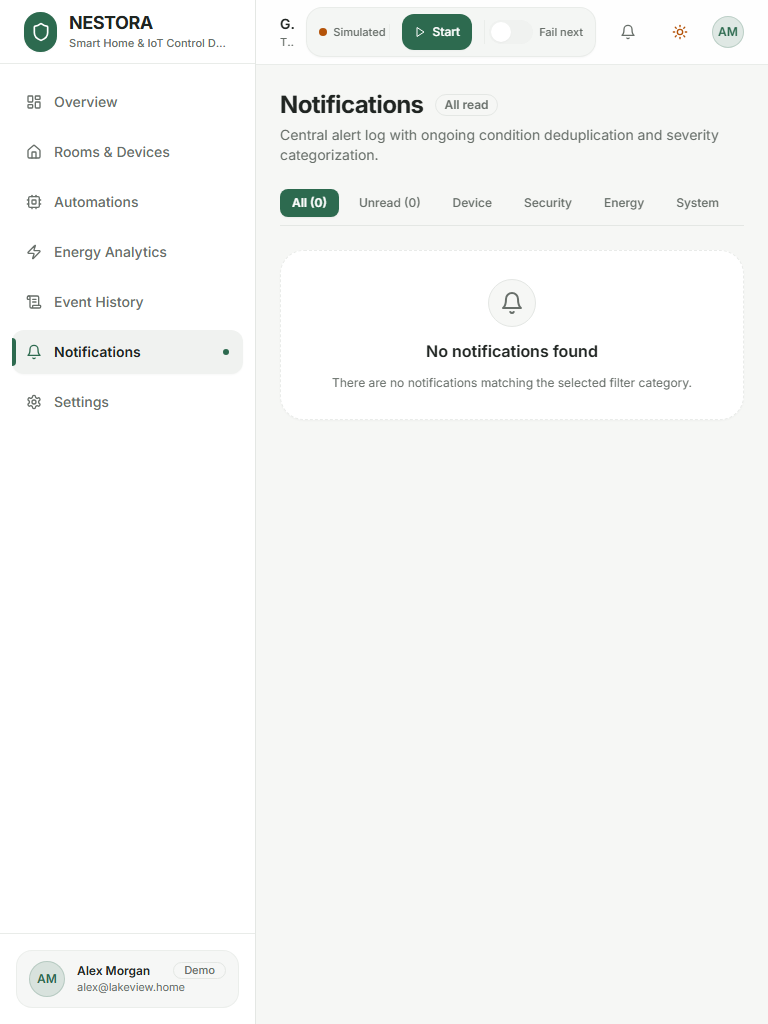 NESTORA
Smart Home & IoT Control D...
Overview
Rooms & Devices
Automations
Energy Analytics
Event History
Notifications
Settings
Alex Morgan
Demo
alex@lakeview.home
AM
G.
T..
Simulated
Start
Fail next
AM
Notifications
All read
Central alert log with ongoing condition deduplication and severity
categorization.
All (0)
Unread (0)
Device
Security
Energy
System
No notifications found
There are no notifications matching the selected filter category.